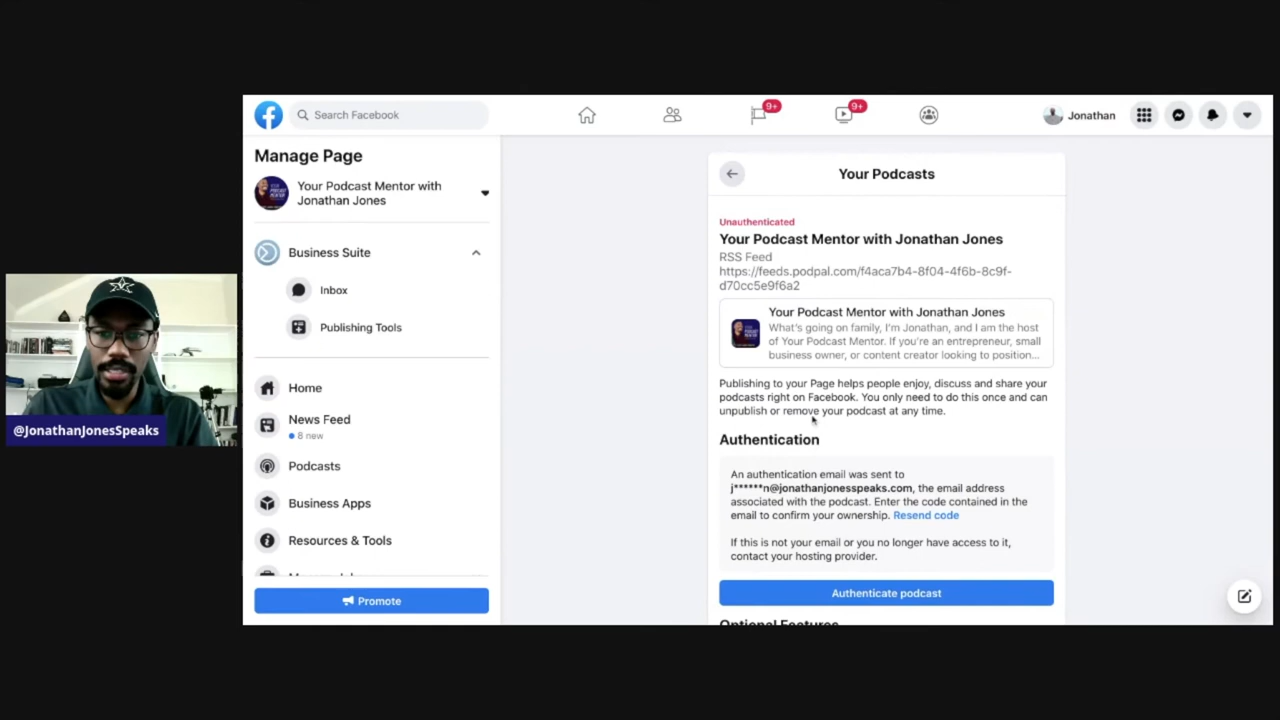 Search Facebook
9+
9+
Jonathan
Manage Page
Your Podcast Mentor with
Jonathan Jones
Business Suite
Inbox
Publishing Tools
Home
News Feed
8 new
Podcasts
Business Apps
Resources & Tools
Promote
@JonathanJonesSpeaks
Your Podcasts
Unauthenticated
Your Podcast Mentor with Jonathan Jones
RSS Feed
https://feeds.podpal.com/f4aca7b4-8f04-4f6b-8c9f-
d70cc5e9f6a2
Your Podcast Mentor with Jonathan Jones
What's going on family, I'm Jonathan, and I am the host
of Your Podcast Mentor. If you're an entrepreneur, small
business owner, or content creator looking to position...
Publishing to your Page helps people enjoy, discuss and share your
podcasts right on Facebook. You only need to do this once and can
unpublish or remove your podcast at any time.
Authentication
An authentication email was sent to
j******n@jonathanjonesspeaks.com, the email address
associated with the podcast. Enter the code contained in the
email to confirm your ownership. Resend code
If this is not your email or you no longer have access to it,
contact your hosting provider.
Authenticate podcast
Optional Features